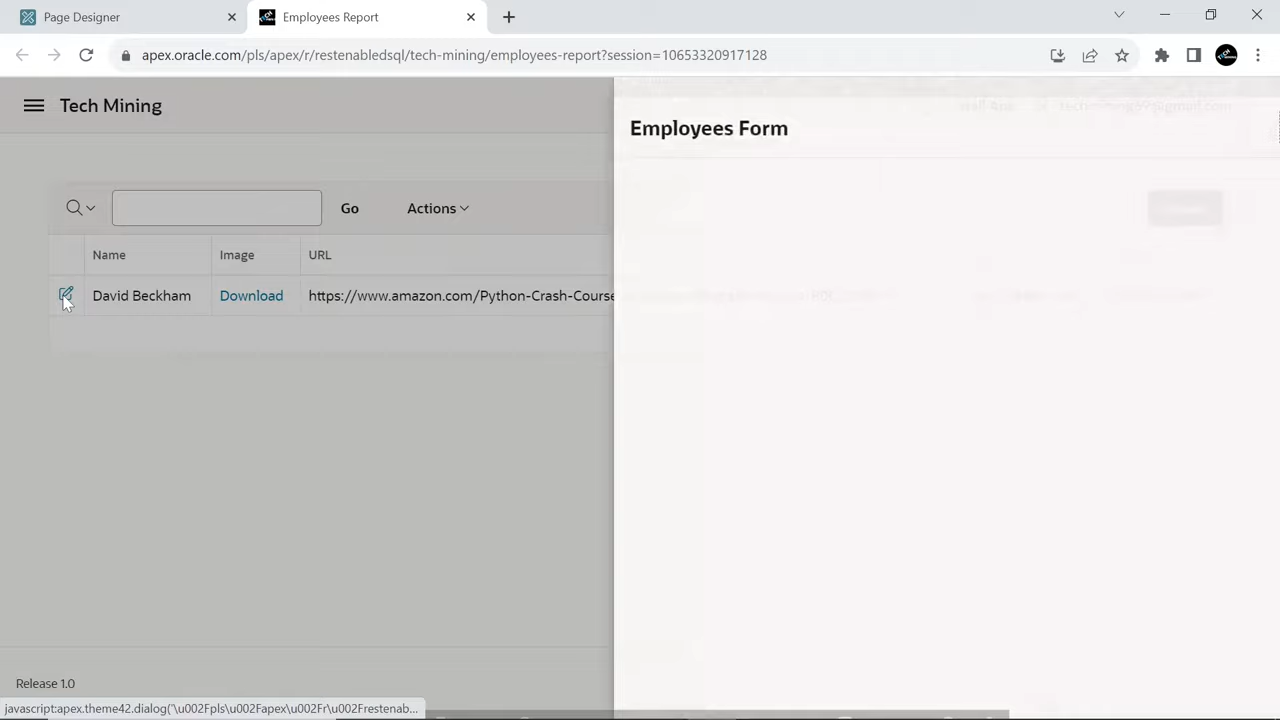 Page Designer
Employees Report
apex.oracle.com/pls/apex/r/restenabledsql/tech-mining/employees-report?session=10653320917128
Tech Mining
Employees Form
Go
Actions
Name
Image
URL
David Beckham
Download
https://www.amazon.com/Python-Crash-Course
Release 1.0
javascript:apex.theme42.dialog('\u002Fpls\u002Fapex\u002Fr\u002Frestenab...